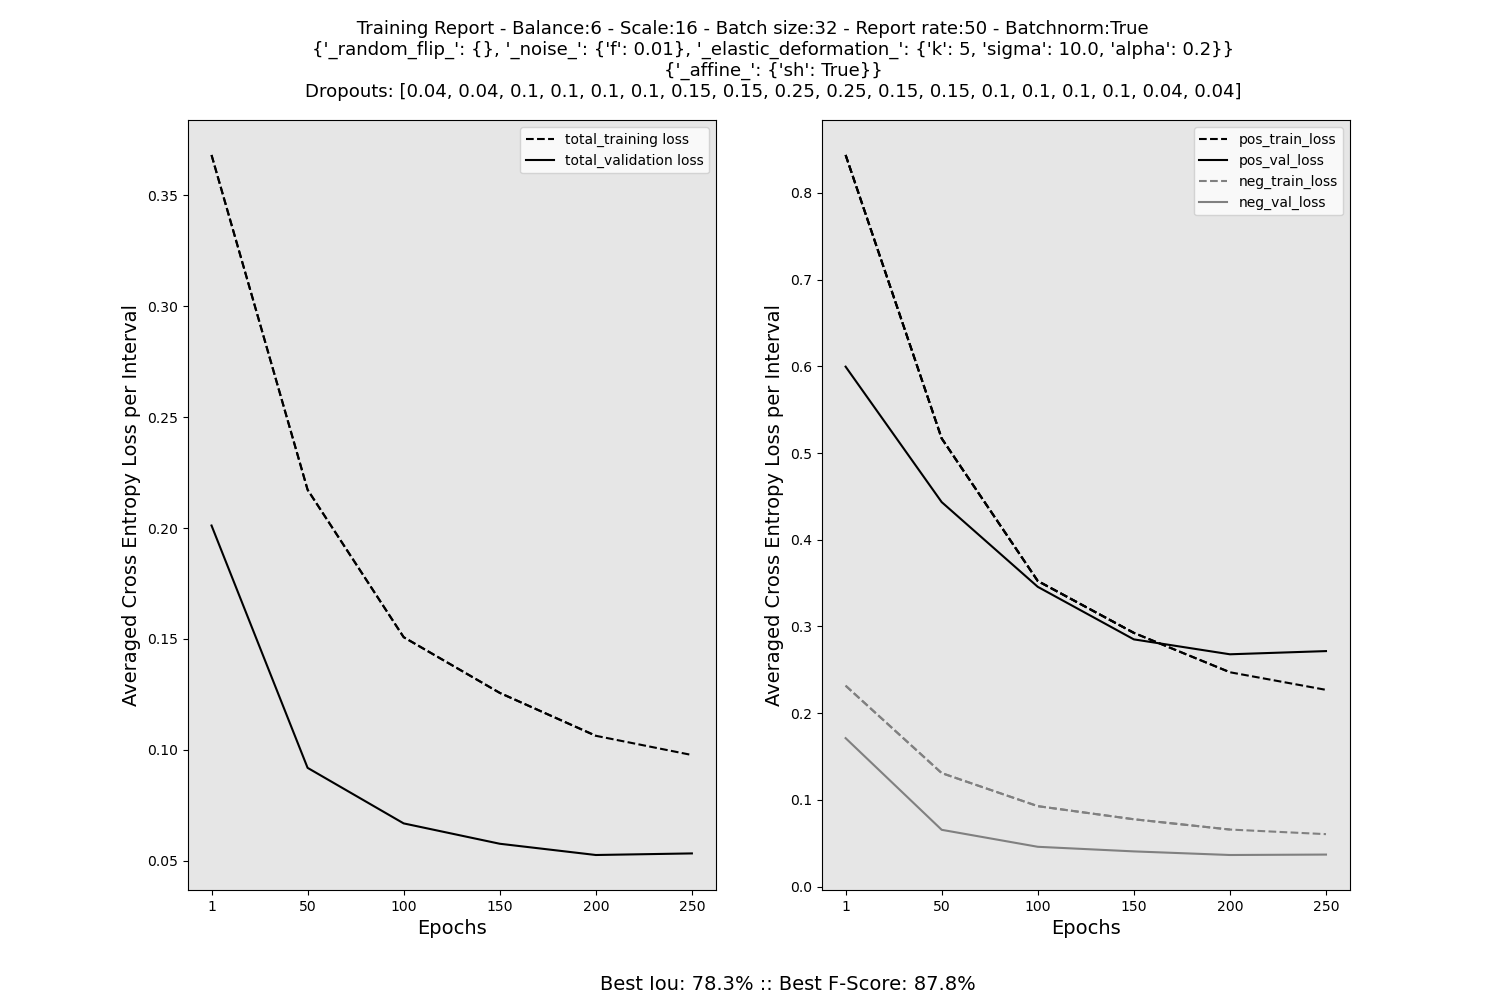 Training Report - Balance:6 - Scale:16 - Batch size:32 - Report rate:50 - Batchnorm:True
{'_random_flip_': {}, '_noise_': {'f': 0.01}, '_elastic_deformation_': {'k': 5, 'sigma': 10.0, 'alpha': 0.2}}
{'_affine_': {'sh': True}}
Dropouts: [0.04, 0.04, 0.1, 0.1, 0.1, 0.1, 0.15, 0.15, 0.25, 0.25, 0.15, 0.15, 0.1, 0.1, 0.1, 0.1, 0.04, 0.04]
total_training loss
total_validation loss
0.35
0.30
0.25
0.20
0.15
0.10
0.05
Averaged Cross Entropy Loss per Interval
1 50 100 150 200 250
Epochs
pos_train_loss
pos_val_loss
neg_train_loss
neg_val_loss
0.8
0.7
0.6
0.5
0.4
0.3
0.2
0.1
0.0
Averaged Cross Entropy Loss per Interval
1 50 100 150 200 250
Epochs
Best Iou: 78.3% :: Best F-Score: 87.8%